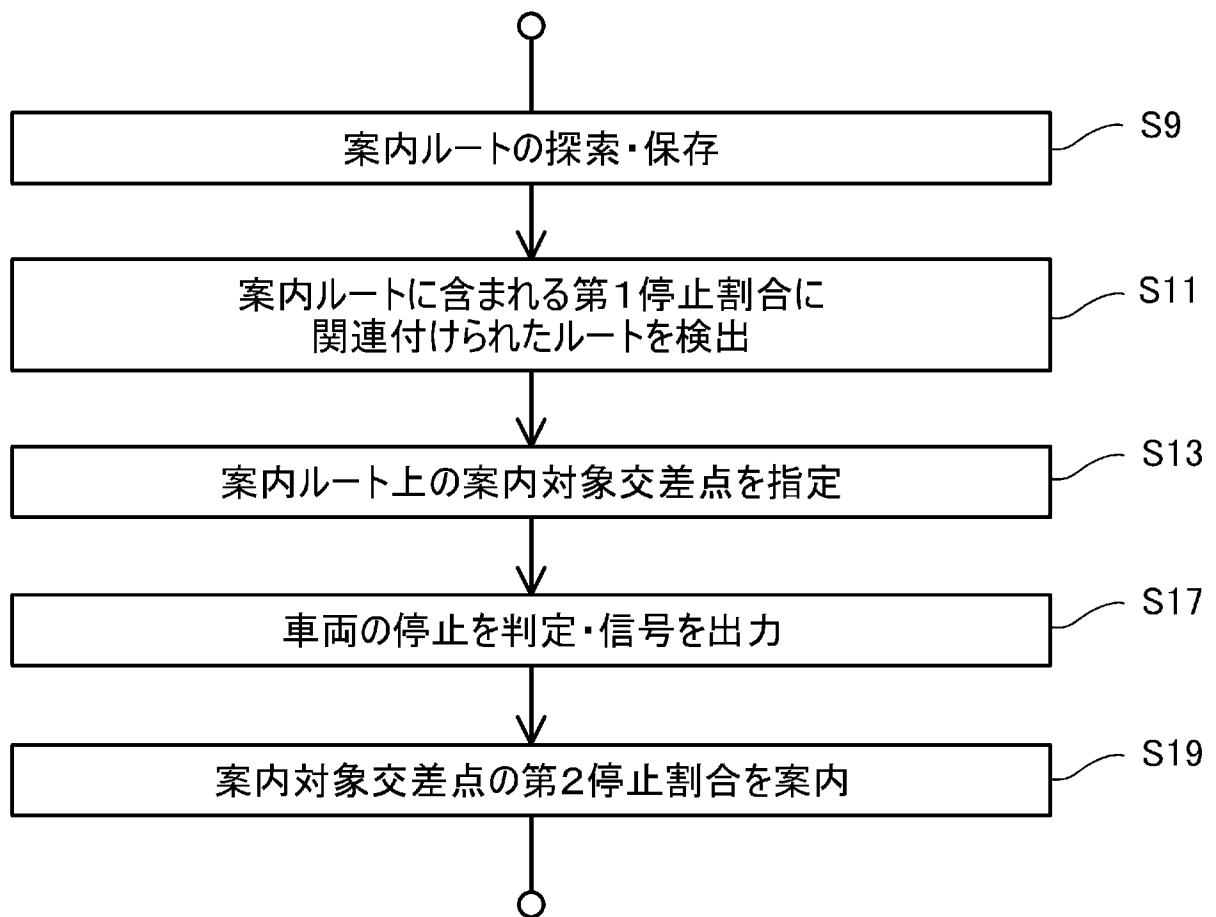 案内ルートの探索・保存
S9
案内ルートに含まれる第1停止割合に
関連付けられたルートを検出
S11
案内ルート上の案内対象交差点を指定
S13
車両の停止を判定・信号を出力
S17
案内対象交差点の第2停止割合を案内
S19